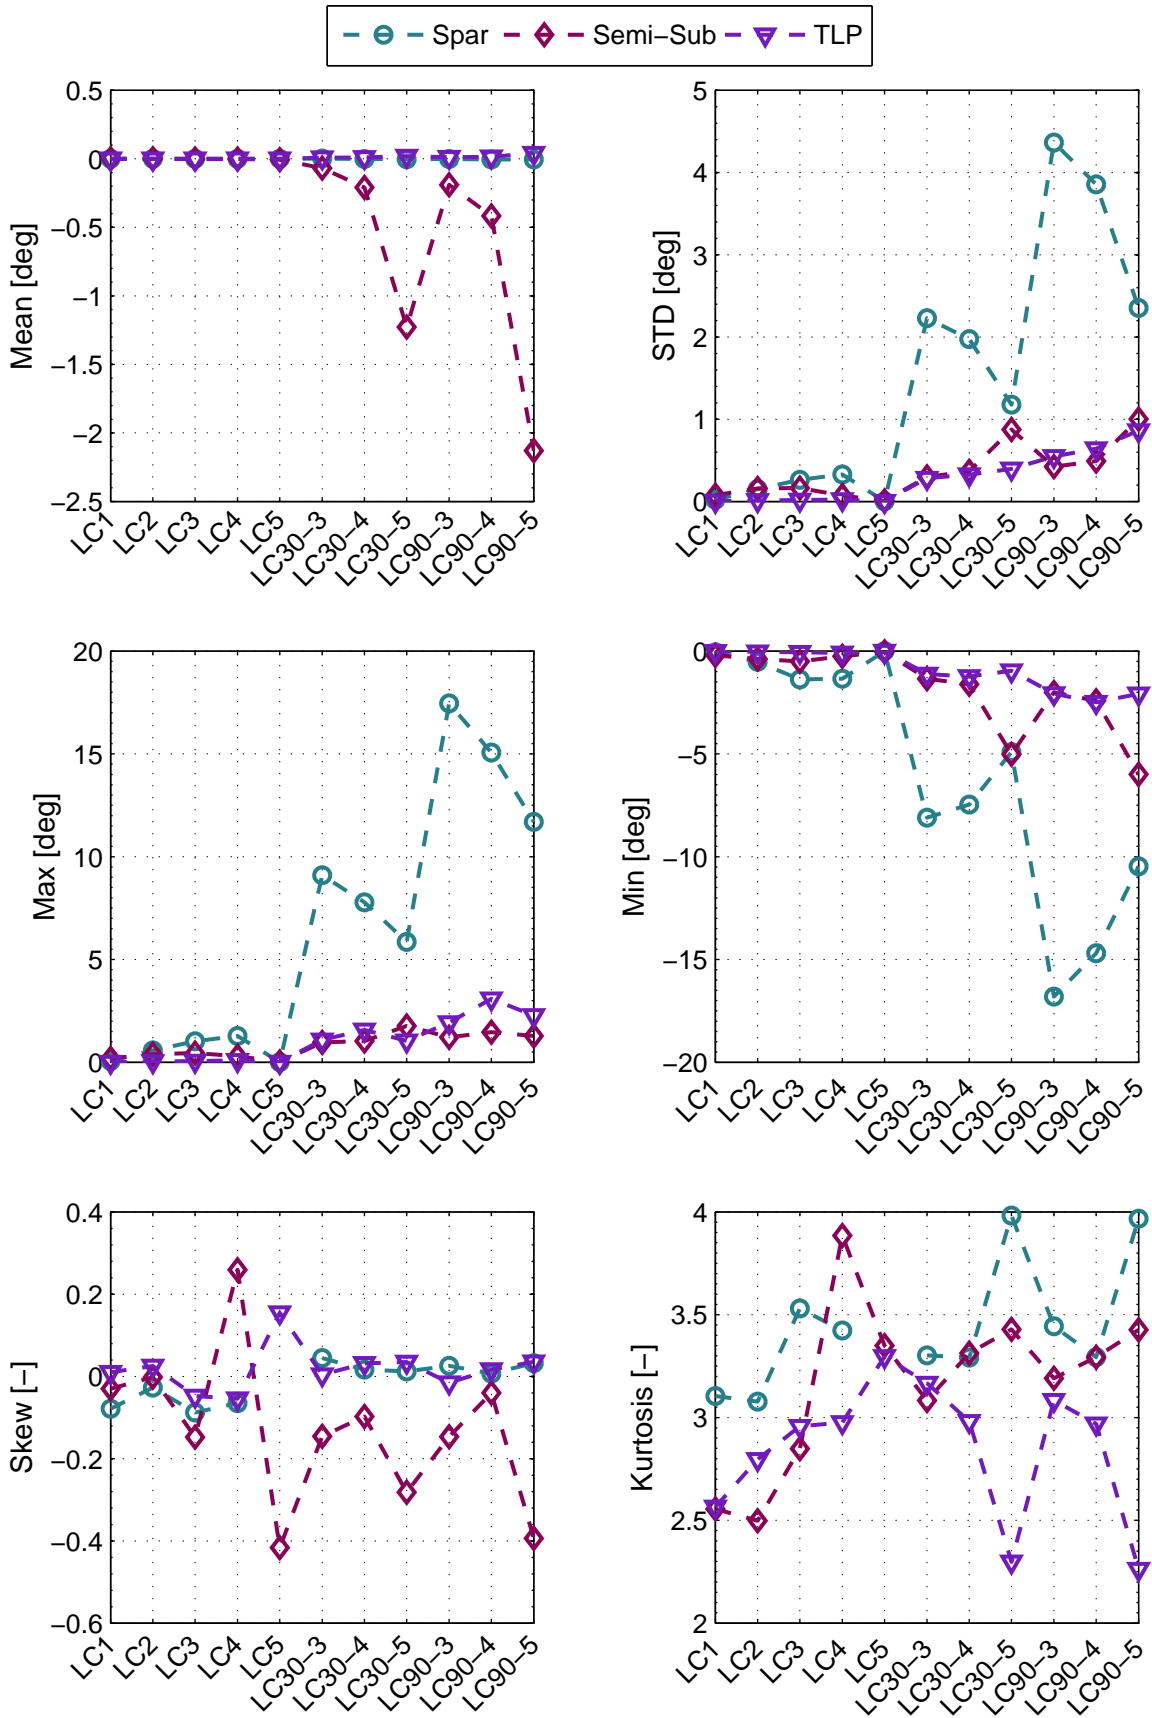 Spar Semi−Sub TLP
0.5
0
−0.5
−1
−1.5
−2
−2.5
Mean [deg]
LC1 LC2 LC3 LC4 LC5 LC30−3 LC30−4 LC30−5 LC90−3 LC90−4 LC90−5
5
4
3
2
1
0
STD [deg]
LC1 LC2 LC3 LC4 LC5 LC30−3 LC30−4 LC30−5 LC90−3 LC90−4 LC90−5
20
15
10
5
0
Max [deg]
LC1 LC2 LC3 LC4 LC5 LC30−3 LC30−4 LC30−5 LC90−3 LC90−4 LC90−5
0
−5
−10
−15
−20
Min [deg]
LC1 LC2 LC3 LC4 LC5 LC30−3 LC30−4 LC30−5 LC90−3 LC90−4 LC90−5
0.4
0.2
0
−0.2
−0.4
−0.6
Skew [−]
LC1 LC2 LC3 LC4 LC5 LC30−3 LC30−4 LC30−5 LC90−3 LC90−4 LC90−5
4
3.5
3
2.5
2
Kurtosis [−]
LC1 LC2 LC3 LC4 LC5 LC30−3 LC30−4 LC30−5 LC90−3 LC90−4 LC90−5